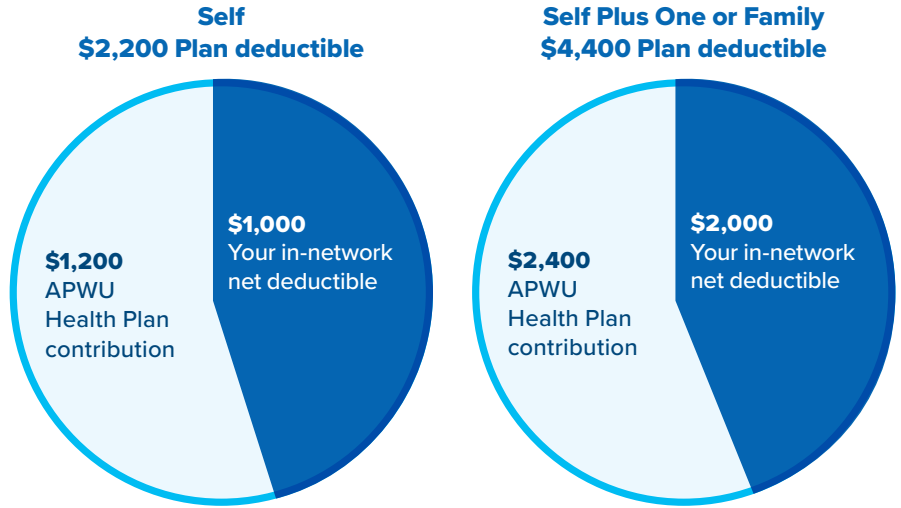 Self
$2,200 Plan deductible
$1,000
Your in-network
net deductible
$1,200
APWU
Health Plan
contribution
Self Plus One or Family
$4,400 Plan deductible
$2,000
Your in-network
net deductible
$2,400
APWU
Health Plan
contribution